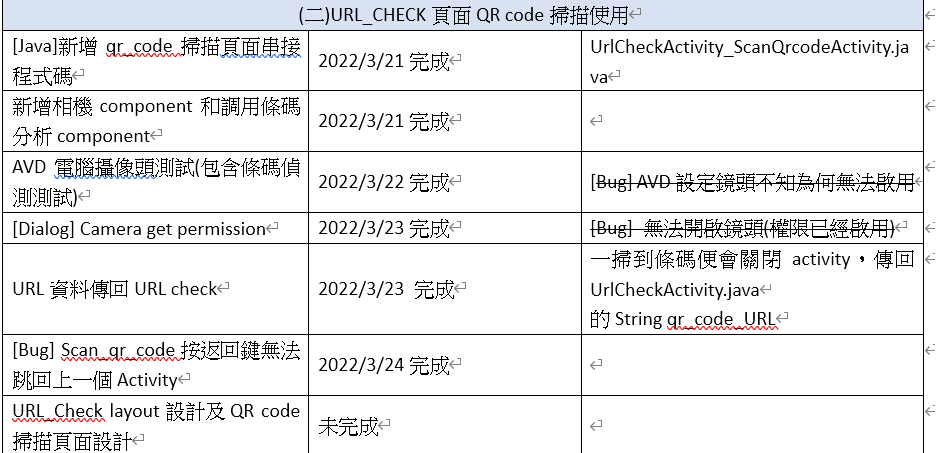 (二)URL_CHECK 頁面 QR code 掃描使用
[Java]新增 qr_code 掃描頁面串接
程式碼
2022/3/21 完成
UrlCheckActivity_ScanQrcodeActivity.ja
va
新增相機 component 和調用條碼
分析 component
2022/3/21 完成
AVD 電腦攝像頭測試(包含條碼偵
測測試)
2022/3/22 完成
[Bug] AVD 設定鏡頭不知為何無法啟用
[Dialog] Camera get permission
2022/3/23 完成
[Bug] 無法開啟鏡頭(權限已經啟用)
URL 資料傳回 URL check
2022/3/23 完成
一掃到條碼便會關閉 activity，傳回
UrlCheckActivity.java
的 String qr_code_URL
[Bug] Scan_qr_code 按返回鍵無法
跳回上一個 Activity
2022/3/24 完成
URL_Check layout 設計及 QR code
掃描頁面設計
未完成